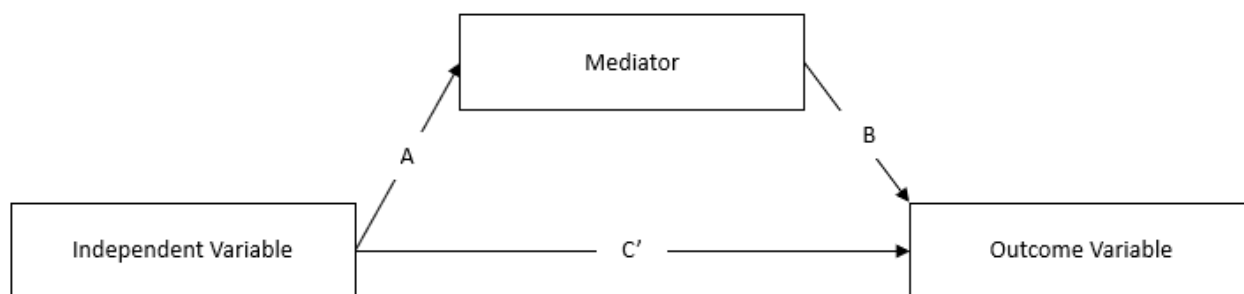 Mediator
A
B
Independent Variable
C’
Outcome Variable